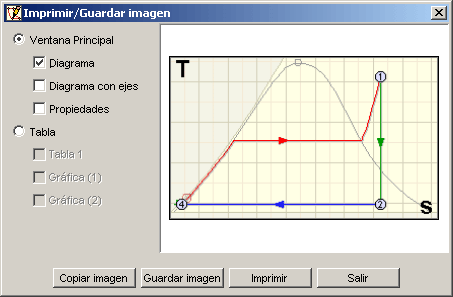 Imprimir/Guardar imagen
Ventana Principal
Diagrama
Diagrama con ejes
Propiedades
Tabla
Tabla 1
Gráfica (1)
Gráfica (2)
T
1
4
2
s
Copiar imagen
Guardar imagen
Imprimir
Salir